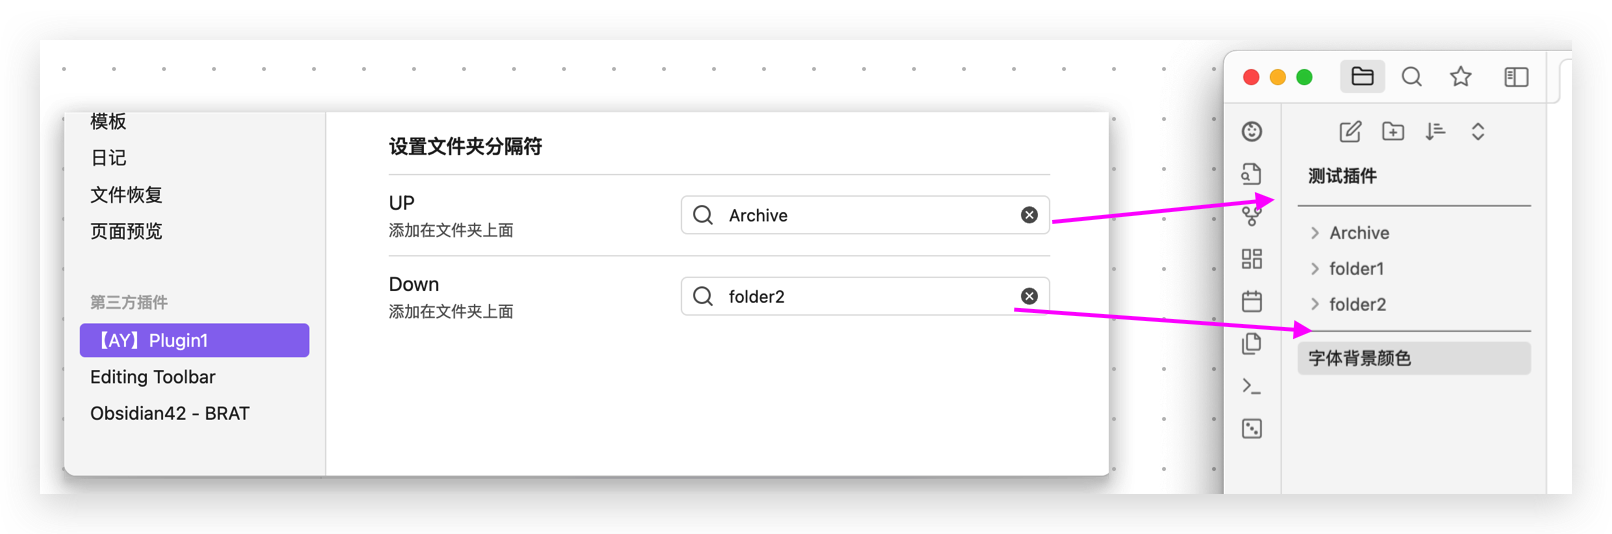 模板
日记
文件恢复
页面预览
第三方插件
【AY】Plugin1
Editing Toolbar
Obsidian42 - BRAT
设置文件夹分隔符
UP
添加在文件夹上面
Archive
Down
添加在文件夹上面
folder2
测试插件
Archive
folder1
folder2
字体背景颜色